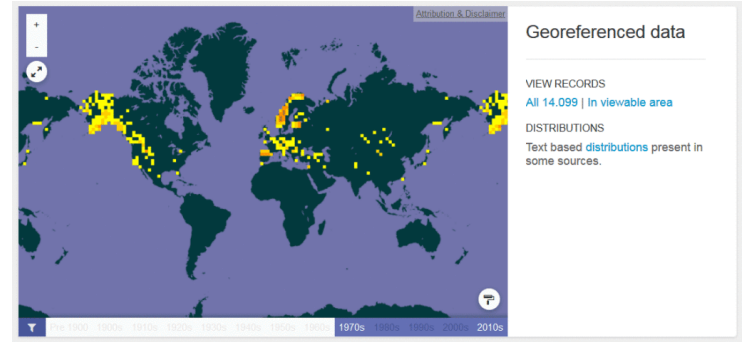 +
-
Attribution & Disclaimer
Georeferenced data
VIEW RECORDS
All 14.099 | In viewable area
DISTRIBUTIONS
Text based distributions present in
some sources.
Pre 1900 1900s 1910s 1920s 1930s 1940s 1950s 1960s 1970s 1980s 1990s 2000s 2010s